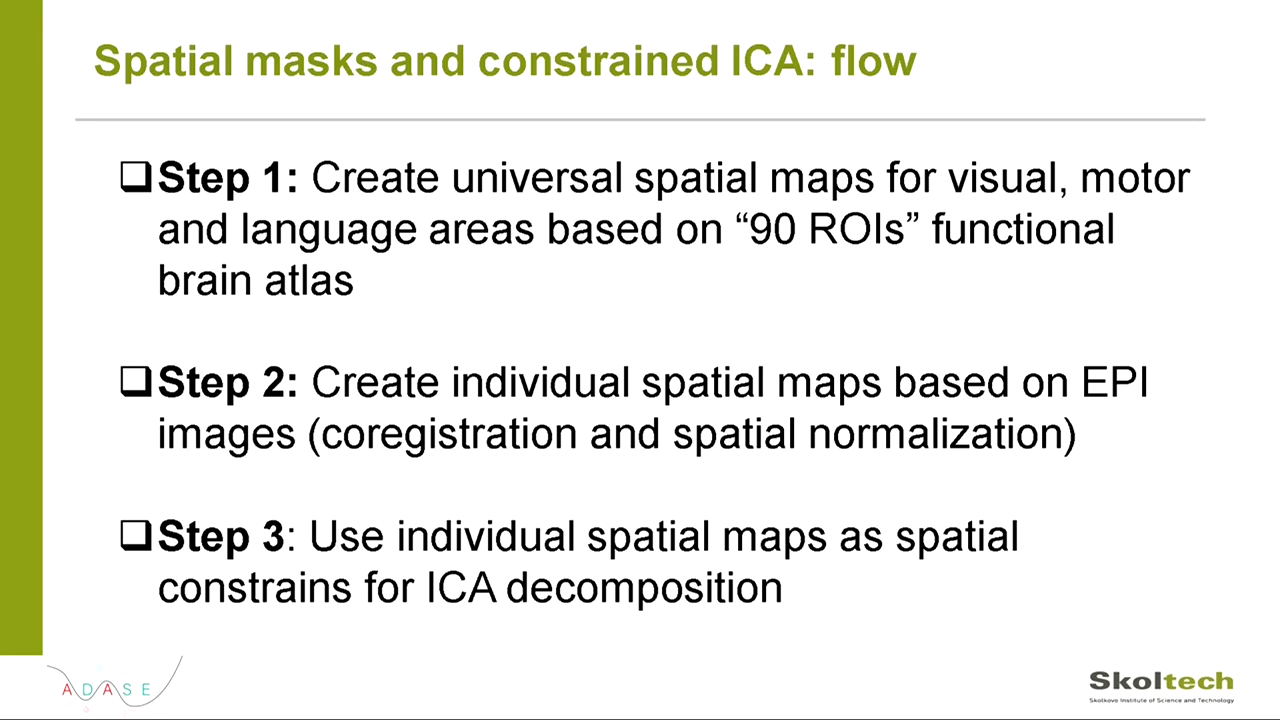 Spatial masks and constrained ICA: flow
Step 1: Create universal spatial maps for visual, motor
and language areas based on “90 ROIs” functional
brain atlas
Step 2: Create individual spatial maps based on EPI
images (coregistration and spatial normalization)
Step 3: Use individual spatial maps as spatial
constrains for ICA decomposition
ADASE
Skoltech
Skolkovo Institute of Science and Technology